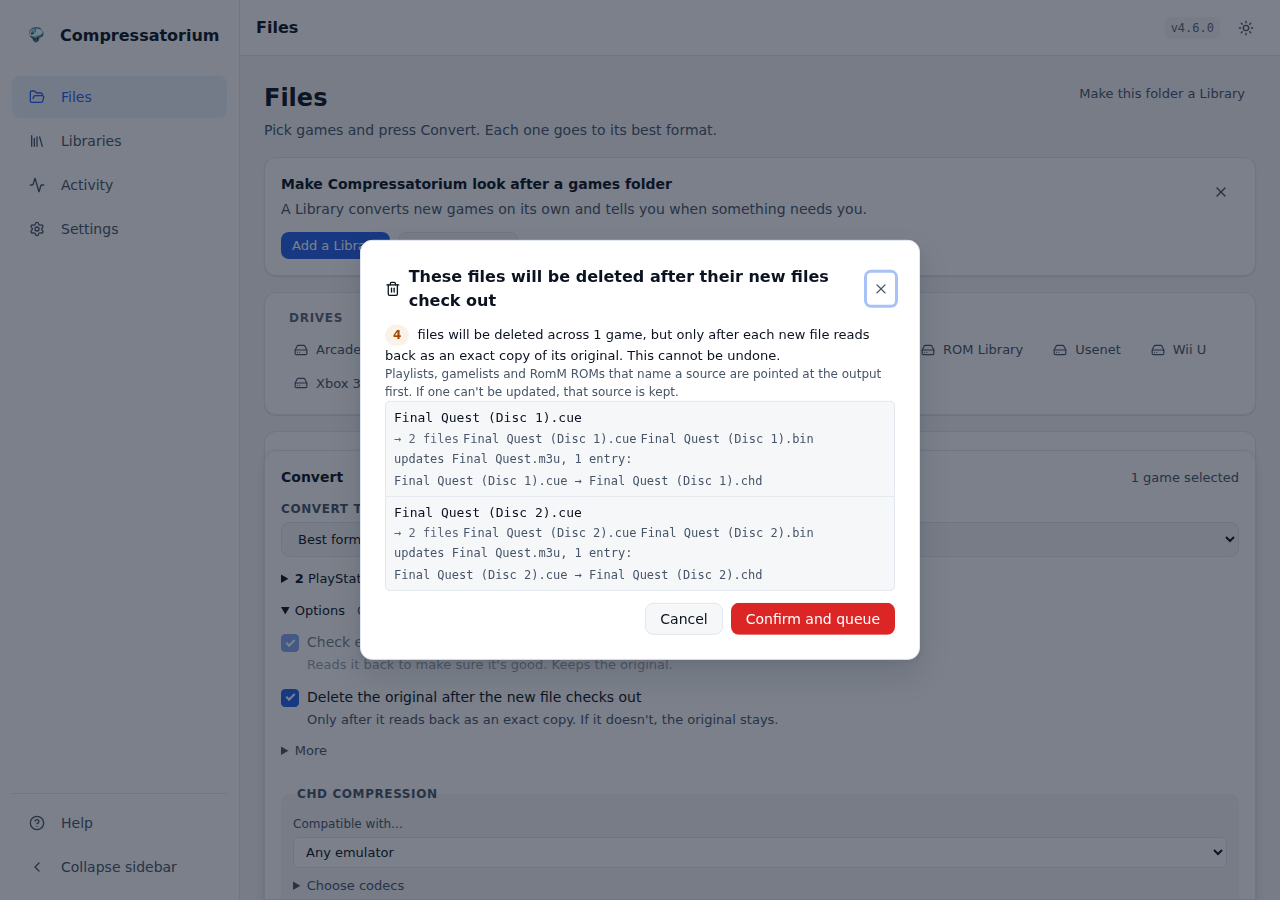 Compressatorium
Files
Libraries
Activity
Settings
Help
Collapse sidebar
Files
v4.6.0
Files
Make this folder a Library
Pick games and press Convert. Each one goes to its best format.
Make Compressatorium look after a games folder
A Library converts new games on its own and tells you when something needs you.
Add a Libra
DRIVES
Arcade
ROM Library
Usenet
Wii U
Xbox 3
Convert
1 game selected
CONVERT T
Best form
2 PlayStat
Options
Check e
Reads it back to make sure it's good. Keeps the original.
Delete the original after the new file checks out
Only after it reads back as an exact copy. If it doesn't, the original stays.
More
CHD COMPRESSION
Compatible with...
Any emulator
Choose codecs
These files will be deleted after their new files
check out
4 files will be deleted across 1 game, but only after each new file reads
back as an exact copy of its original. This cannot be undone.
Playlists, gamelists and RomM ROMs that name a source are pointed at the output
first. If one can't be updated, that source is kept.
Final Quest (Disc 1).cue
→ 2 files Final Quest (Disc 1).cue Final Quest (Disc 1).bin
updates Final Quest.m3u, 1 entry:
Final Quest (Disc 1).cue → Final Quest (Disc 1).chd
Final Quest (Disc 2).cue
→ 2 files Final Quest (Disc 2).cue Final Quest (Disc 2).bin
updates Final Quest.m3u, 1 entry:
Final Quest (Disc 2).cue → Final Quest (Disc 2).chd
Cancel
Confirm and queue